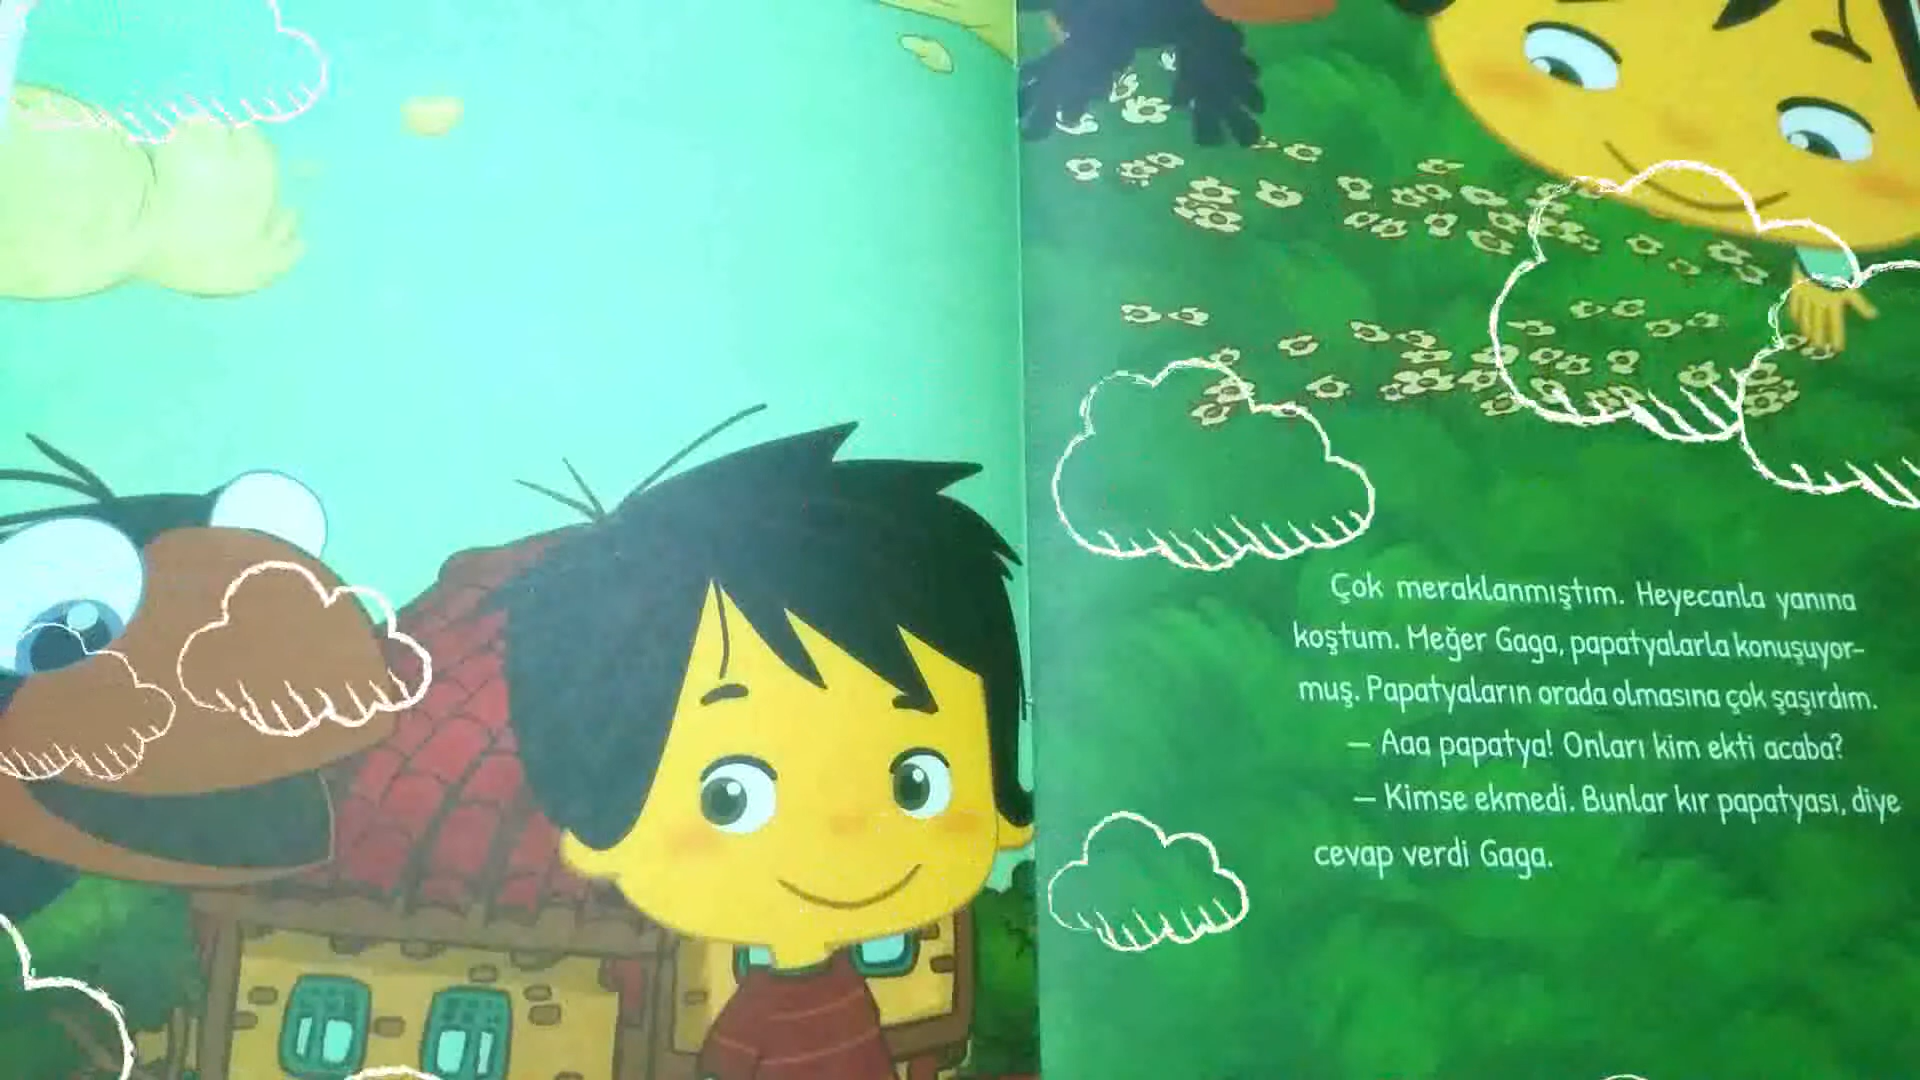 Çok meraklanmıştım. Heyecanla yanına
koştum. Meğer Gaga, papatyalarla konuşuyor-
muş. Papatyaların orada olmasına çok şaşırdım.
– Aaa papatya! Onları kim ekti acaba?
– Kimse ekmedi. Bunlar kır papatyası, diye
cevap verdi Gaga.